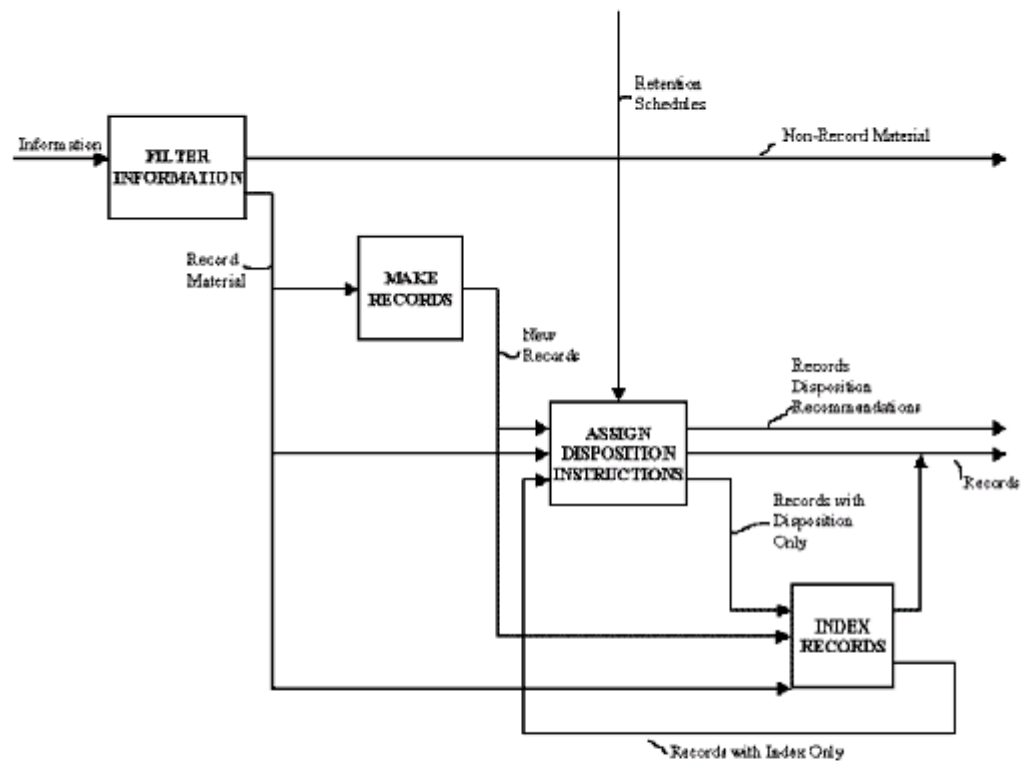 Retention
Schedules
Information
Non-Record Material
FILTER
INFORMATION
Record
Material
MAKE
RECORDS
New
Records
Records
Disposition
Recommendations
ASSIGN
DISPOSITION
INSTRUCTIONS
Records
Records with
Disposition
Only
INDEX
RECORDS
Records with Index Only